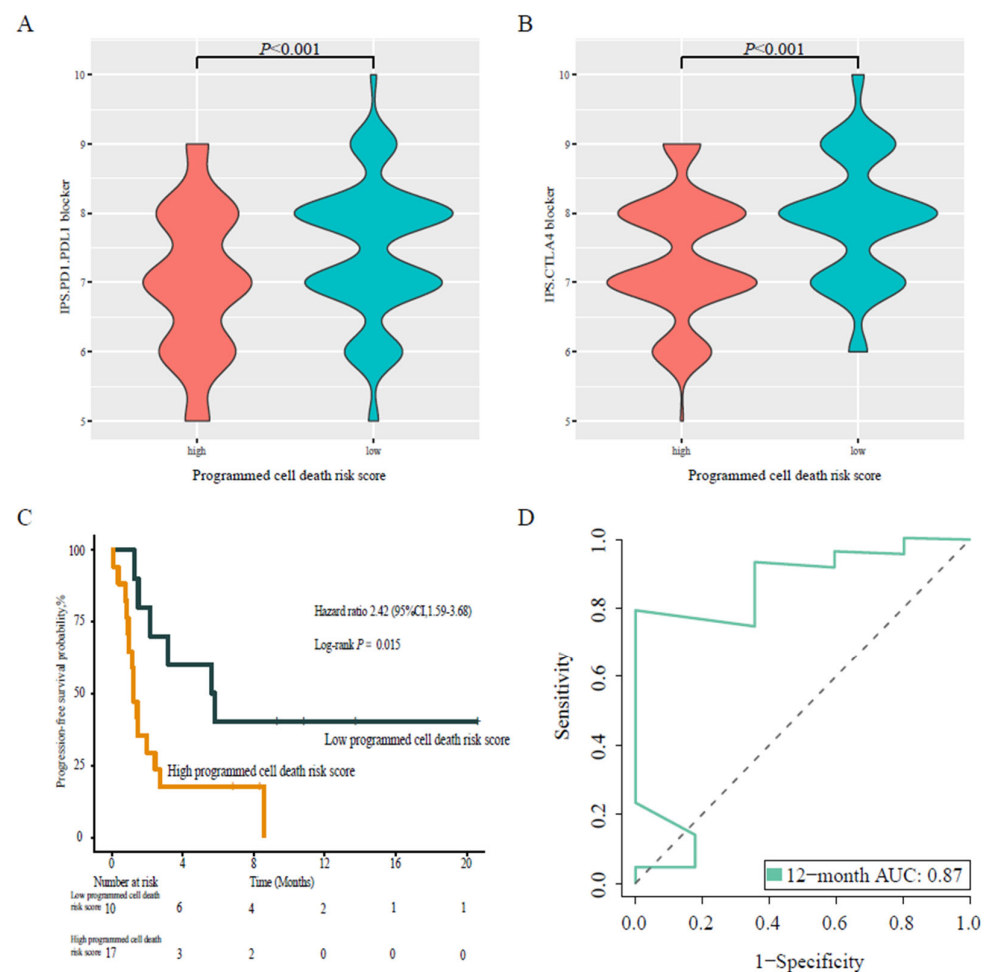 A
P<0.001
10
9
8
7
6
5
IPS.PD1.PDL1 blocker
high
low
Programmed cell death risk score
B
P<0.001
10
9
8
7
6
5
IPS.CTLA4 blocker
high
low
Programmed cell death risk score
C
100
75
50
25
0
Progression-free survival probability,%
Hazard ratio 2.42 (95%CI,1.59-3.68)
Log-rank P = 0.015
Low programmed cell death risk score
High programmed cell death risk score
0 4 8 12 16 20
Number at risk
Time (Months)
Low programmed cell death
risk score 10 6 4 2 1 1
High programmed cell death
risk score 17 3 2 0 0 0
D
1.0
0.8
0.6
0.4
0.2
0.0
Sensitivity
12−month AUC: 0.87
0.0 0.2 0.4 0.6 0.8 1.0
1−Specificity